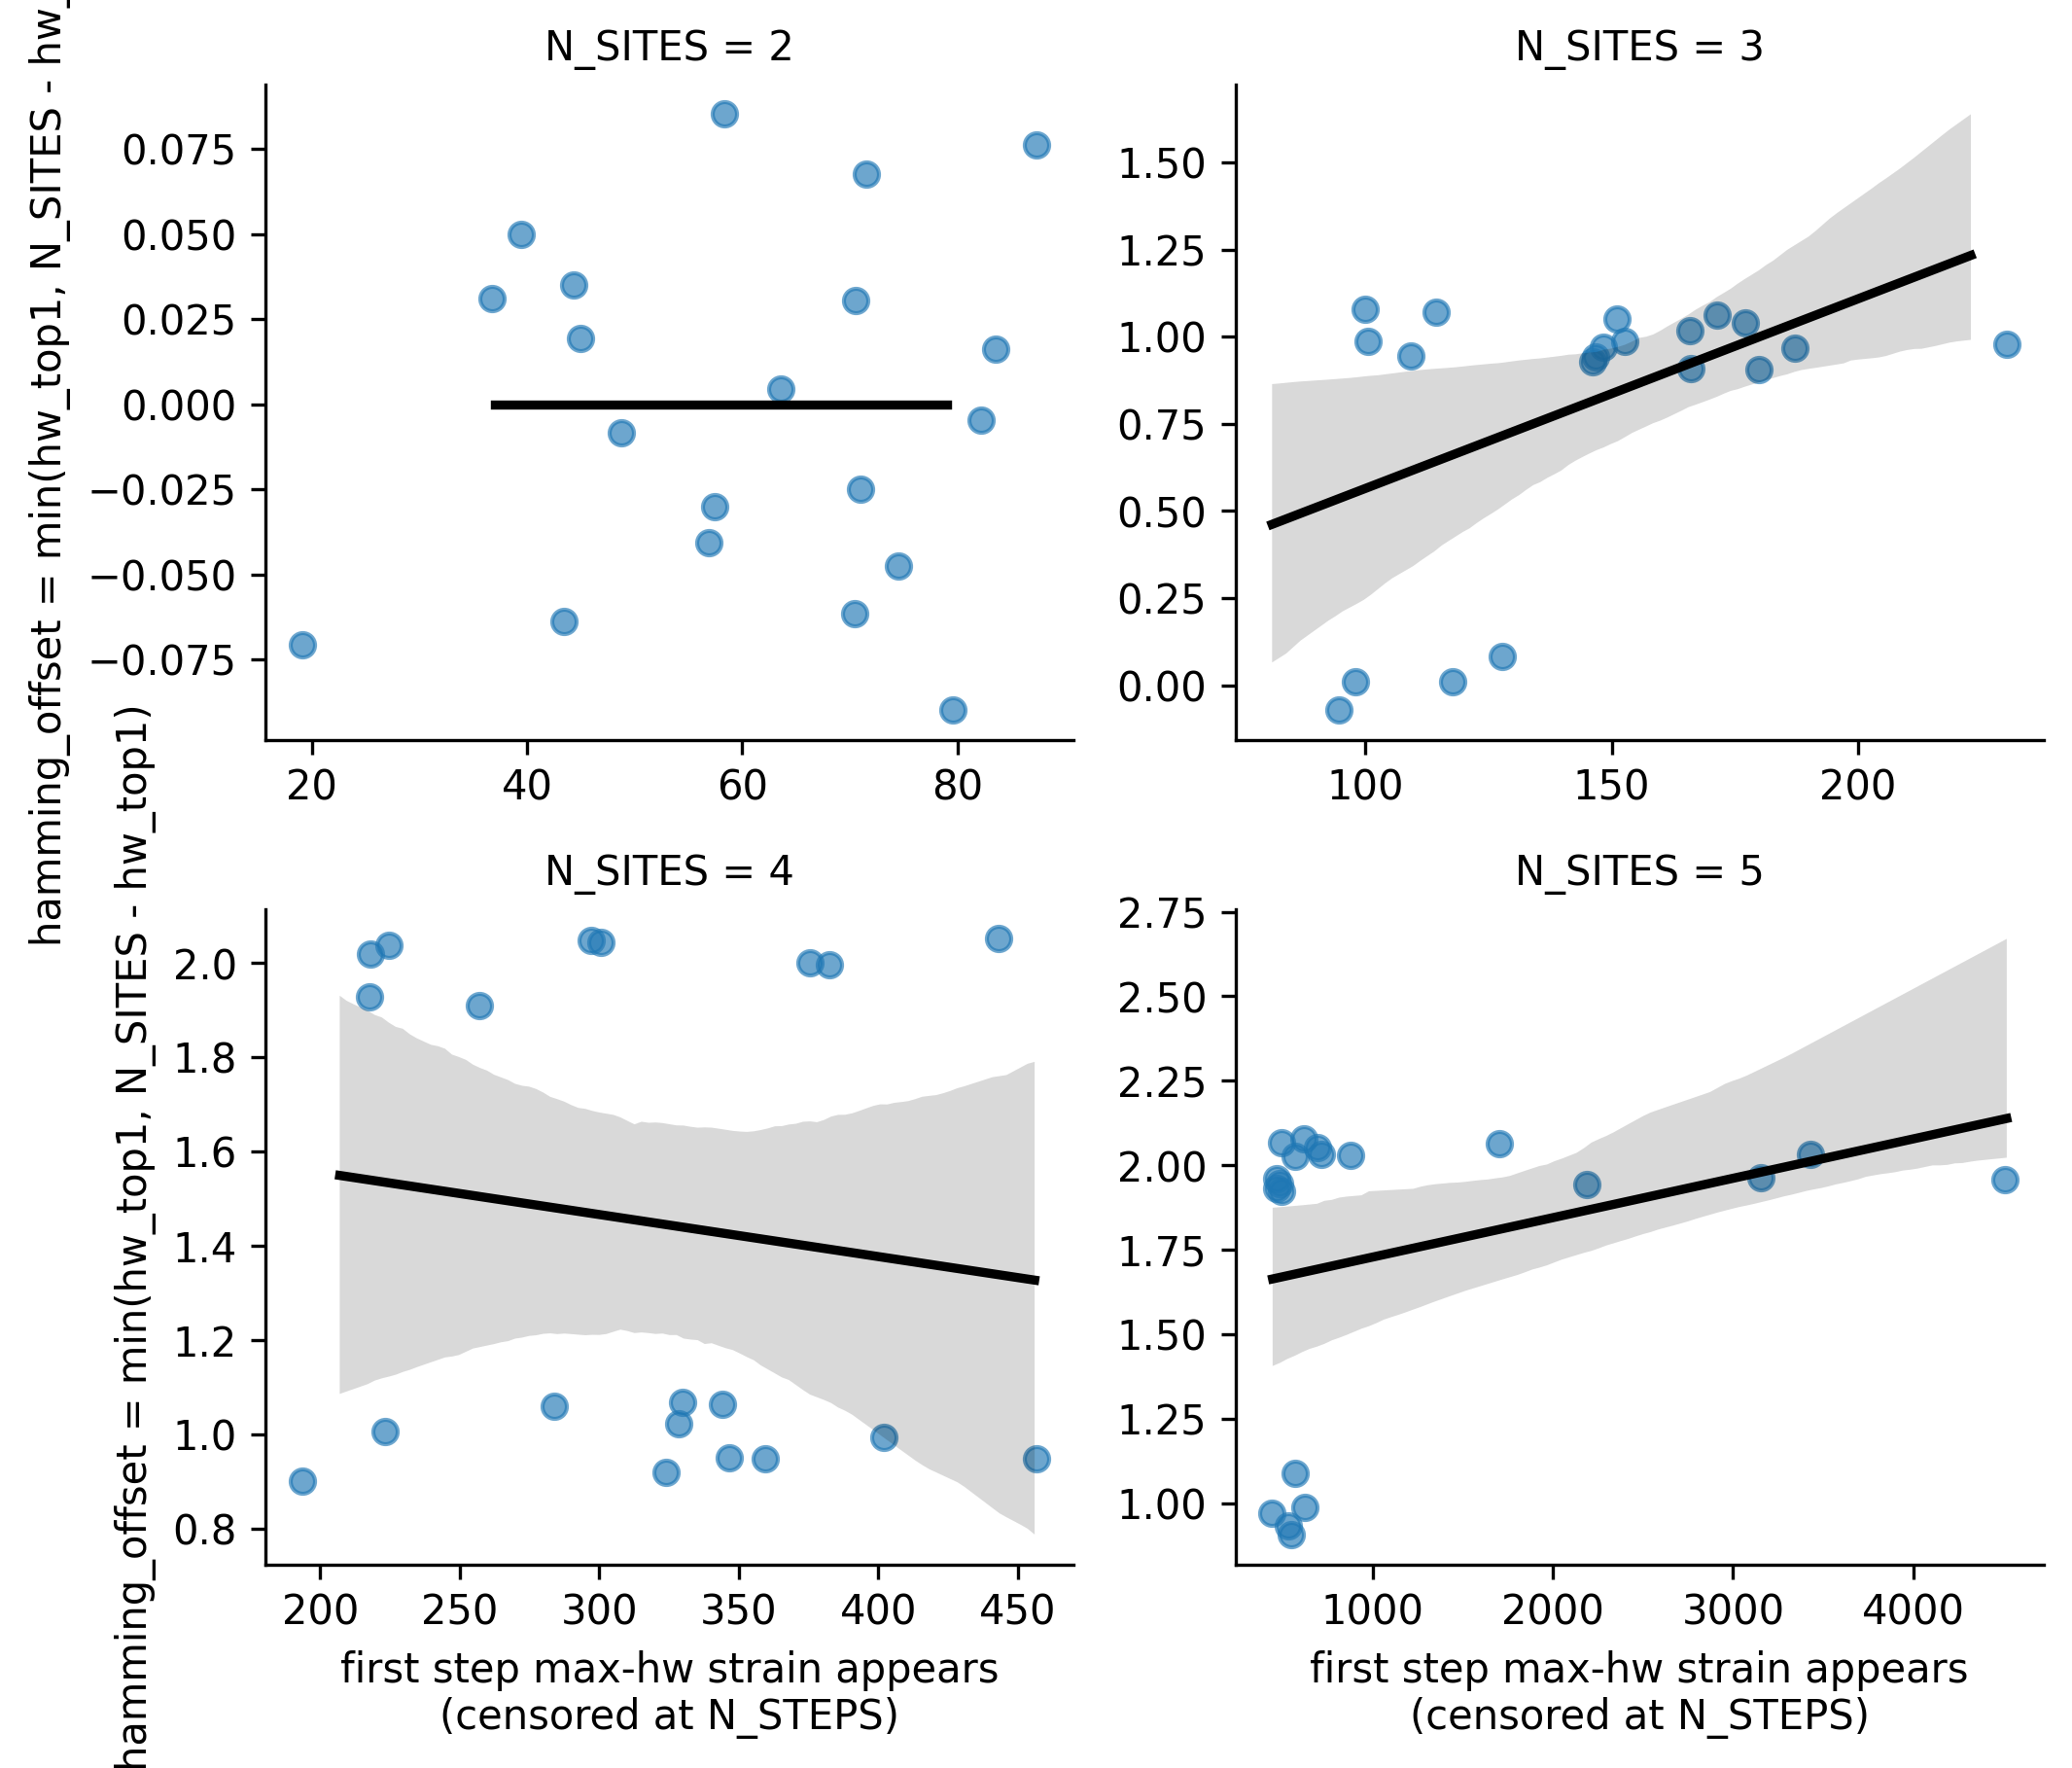 N_SITES = 2
N_SITES = 3
hamming_offset = min(hw_top1, N_SITES - hw_
0.075
0.050
0.025
0.000
−0.025
−0.050
−0.075
20 40 60 80
1.50
1.25
1.00
0.75
0.50
0.25
0.00
100 150 200
N_SITES = 4
N_SITES = 5
hamming_offset = min(hw_top1, N_SITES - hw_top1)
2.0
1.8
1.6
1.4
1.2
1.0
0.8
200 250 300 350 400 450
first step max-hw strain appears
(censored at N_STEPS)
2.75
2.50
2.25
2.00
1.75
1.50
1.25
1.00
1000 2000 3000 4000
first step max-hw strain appears
(censored at N_STEPS)